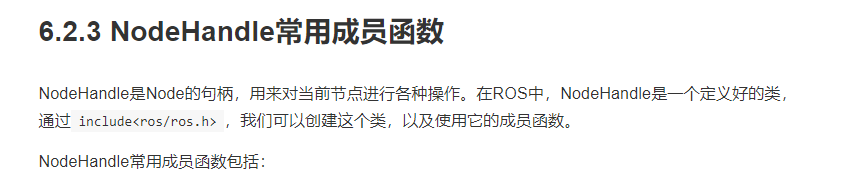 6.2.3 NodeHandle常用成员函数
NodeHandle是Node的句柄，用来对当前节点进行各种操作。在ROS中，NodeHandle是一个定义好的类，
通过 include<ros/ros.h> ，我们可以创建这个类，以及使用它的成员函数。
NodeHandle常用成员函数包括：